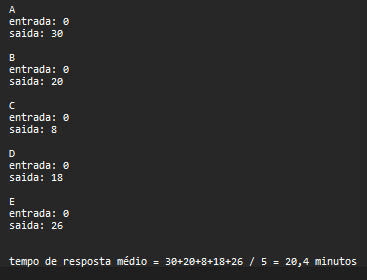 A
entrada: 0
saida: 30
B
entrada: 0
saida: 20
C
entrada: 0
saida: 8
D
entrada: 0
saida: 18
E
entrada: 0
saida: 26
tempo de resposta médio = 30+20+8+18+26 / 5 = 20,4 minutos